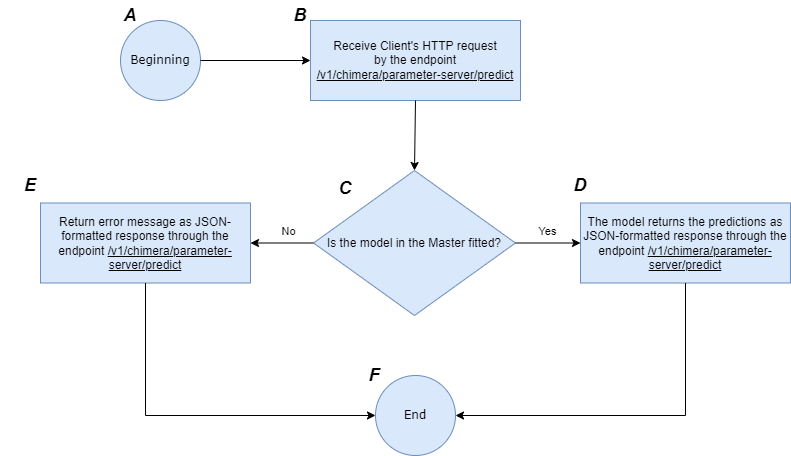 A
B
Beginning
Receive Client's HTTP request
by the endpoint
/v1/chimera/parameter-server/predict
C
E
D
Return error message as JSON-
formatted response through the
endpoint /v1/chimera/parameter-
server/predict
No
Is the model in the Master fitted?
Yes
The model returns the predictions as
JSON-formatted response through the
endpoint /v1/chimera/parameter-
server/predict
F
End